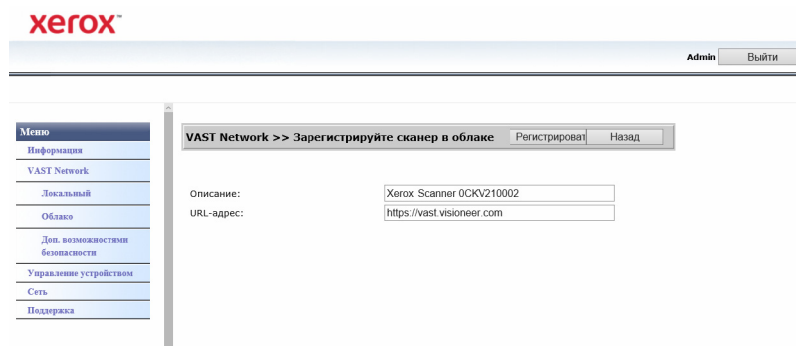 xerox™
Admin Выйти
Меню
VAST Network >> Зарегистрируйте сканер в облаке Регистрироват Назад
Информация
VAST Network
Локальный
Облако
Доп. возможностями
безопасности
Управление устройством
Сеть
Поддержка
Описание: Xerox Scanner 0CKV210002
URL-адрес: https://vast.visioneer.com